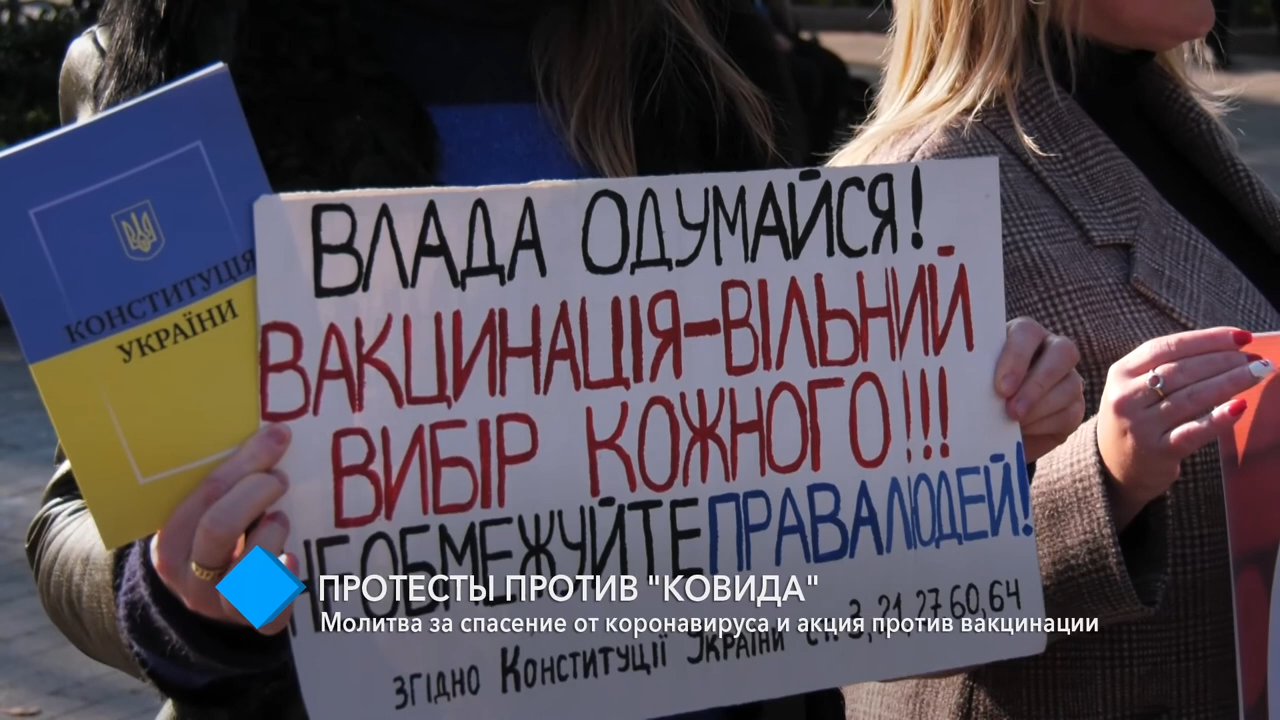 КОНСТИТУЦІЯ
УКРАЇНИ
ВЛАДА ОДУМАЙСЯ!
ВАКЦИНАЦІЯ-ВІЛЬНИЙ
ВИБІР КОЖНОГО!!!
НЕ ОБМЕЖУЙТЕ ПРАВА ЛЮДЕЙ!
ЗГІДНО КОНСТИТУЦІЇ УКРАЇНИ СТ. 3, 21, 27, 60, 64
ПРОТЕСТЫ ПРОТИВ "КОВИДА"
Молитва за спасение от коронавируса и акция против вакцинации